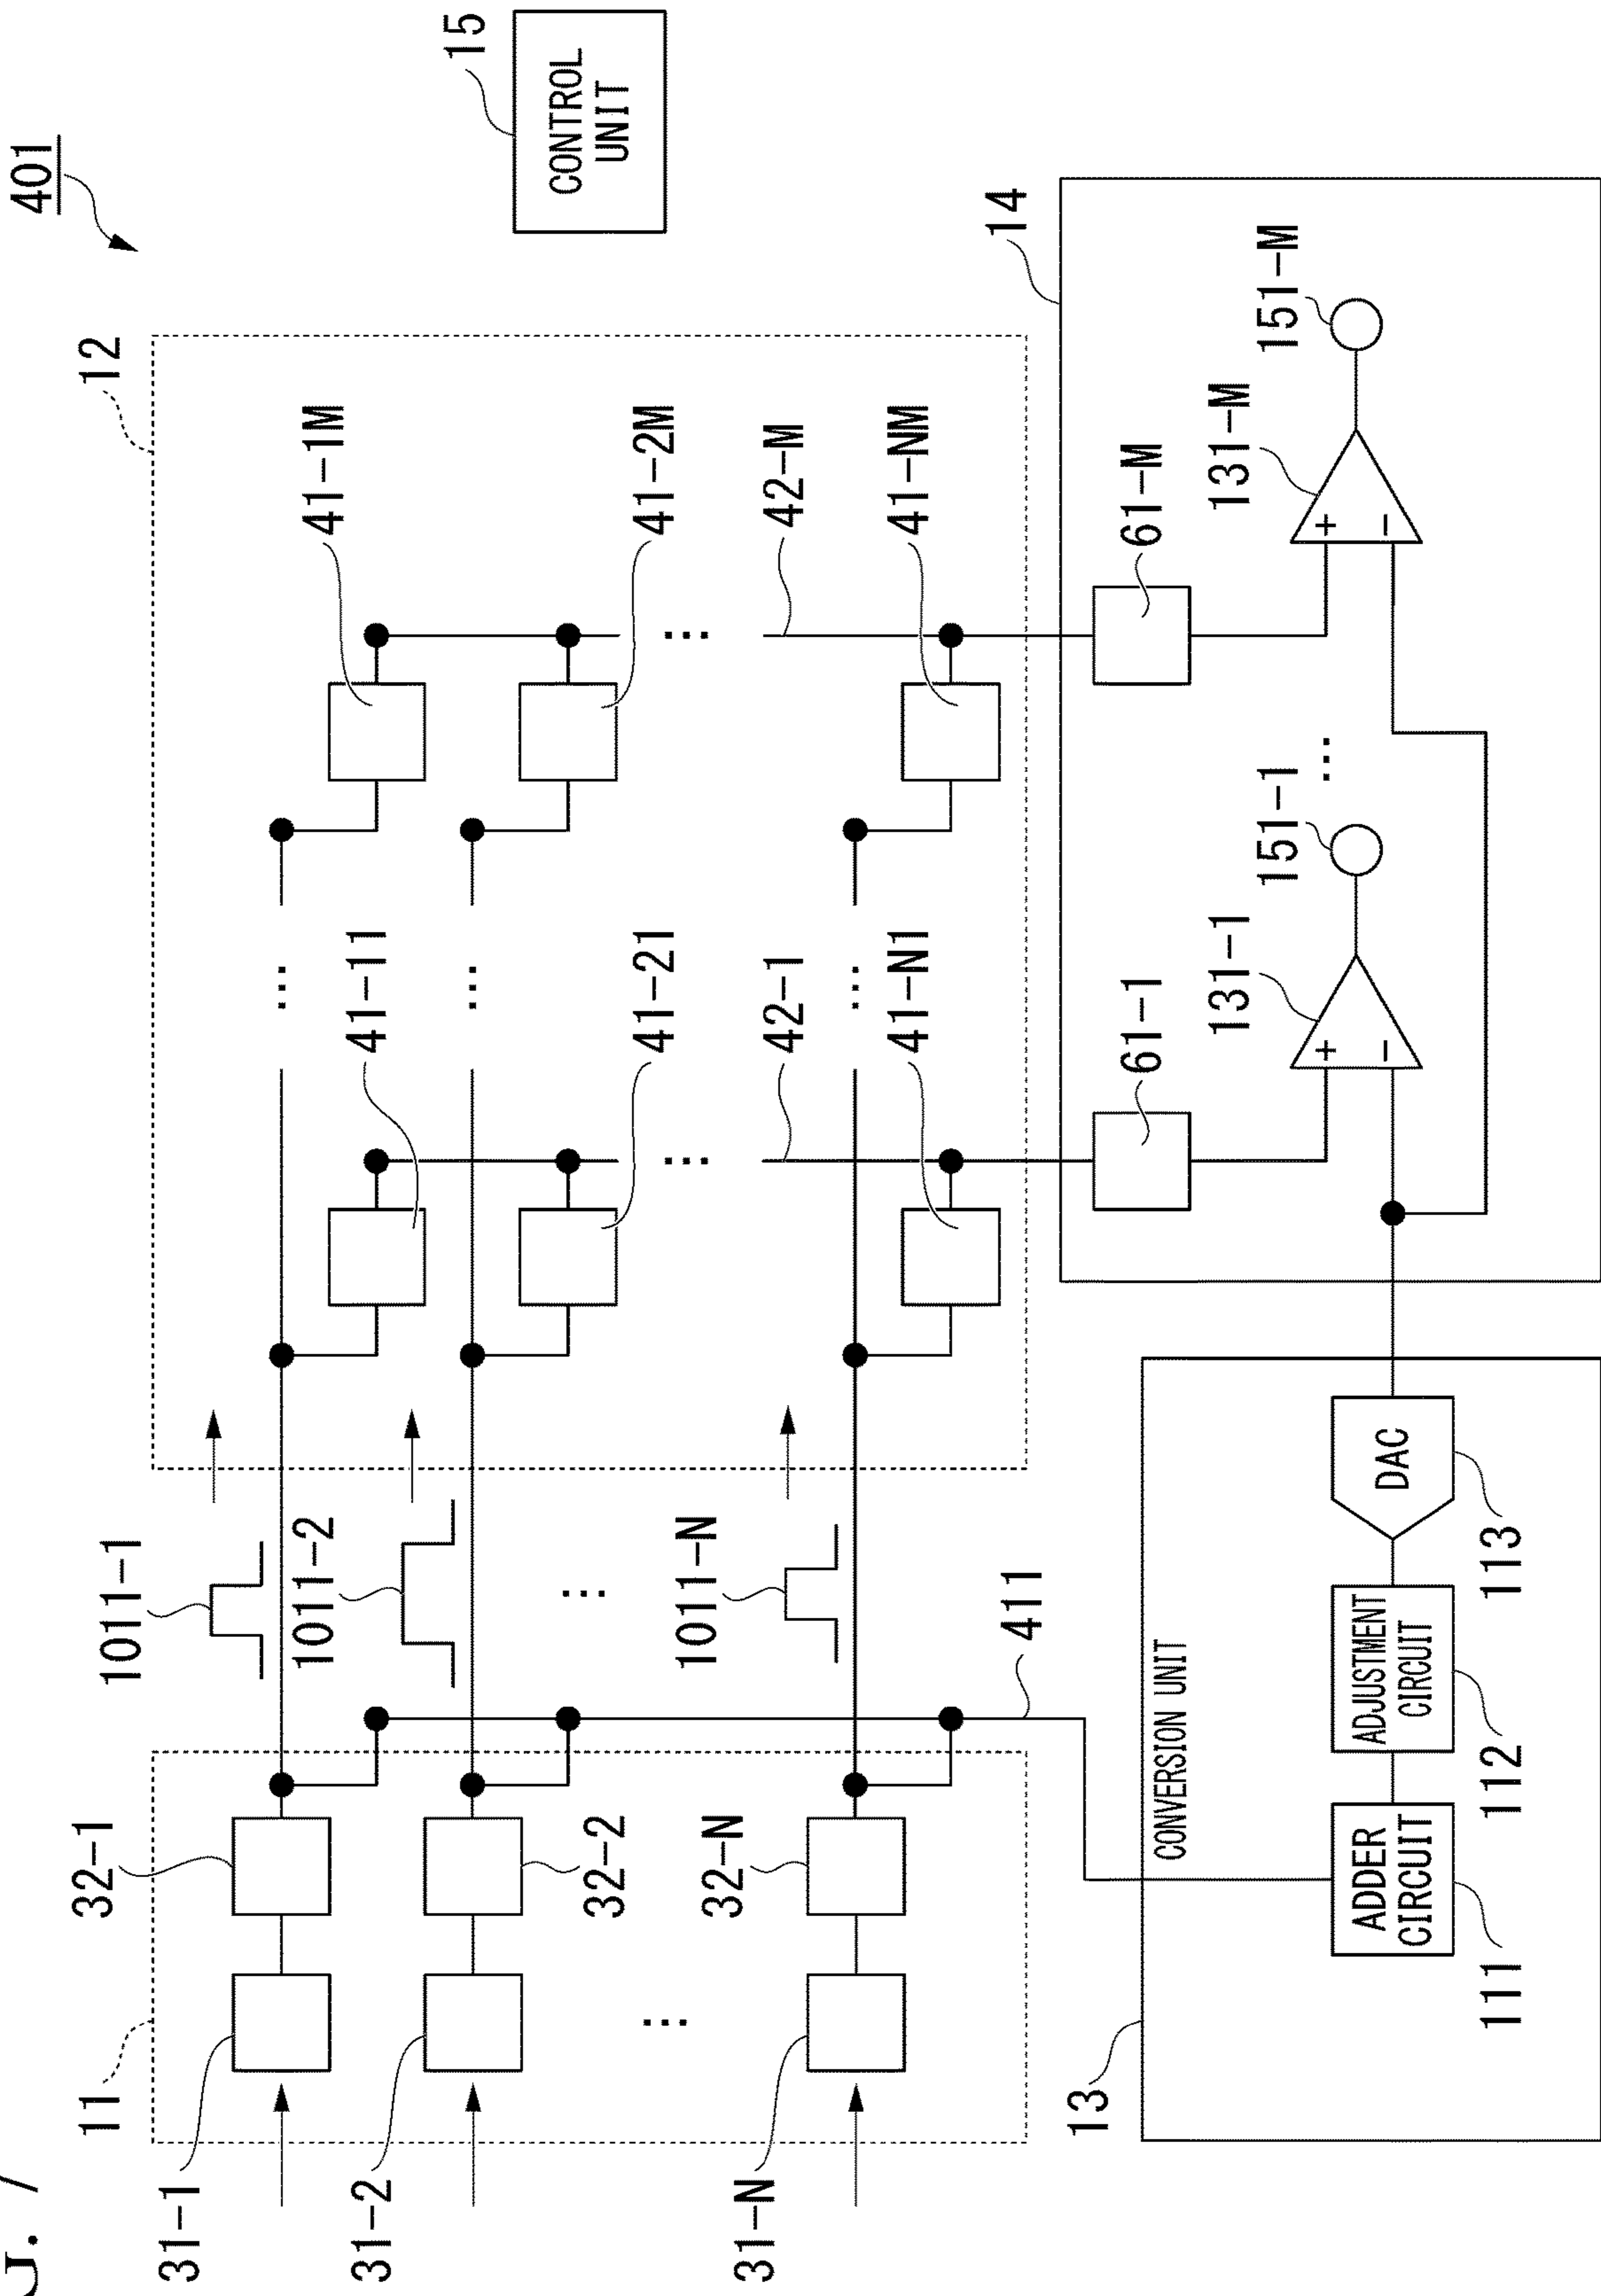 401
15
CONTROL
UNIT
12
41-1M
41-2M
42-M
41-NM
...
...
41-11
...
41-21
42-1
...
41-N1
...
1011-1
1011-2
...
1011-N
411
11
32-1
32-2
32-N
31-1
31-2
...
31-N
14
61-M
131-M
151-M
+
-
...
61-1
131-1
151-1
+
-
13
CONVERSION UNIT
ADDER
CIRCUIT
111
ADJUSTMENT
CIRCUIT
112
DAC
113